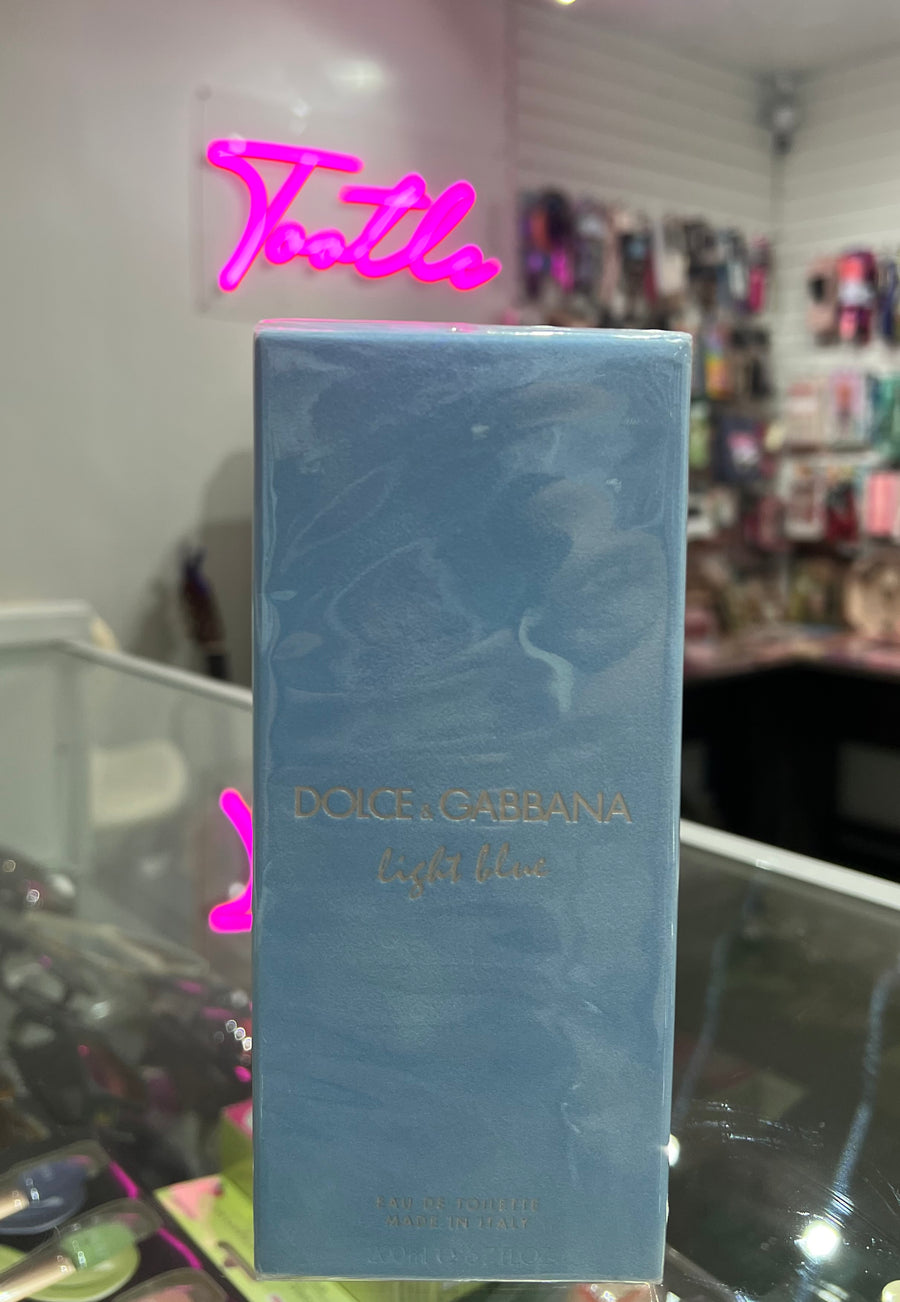 Tootle
DOLCE & GABBANA
light blue
EAU DE TOILETTE
MADE IN ITALY